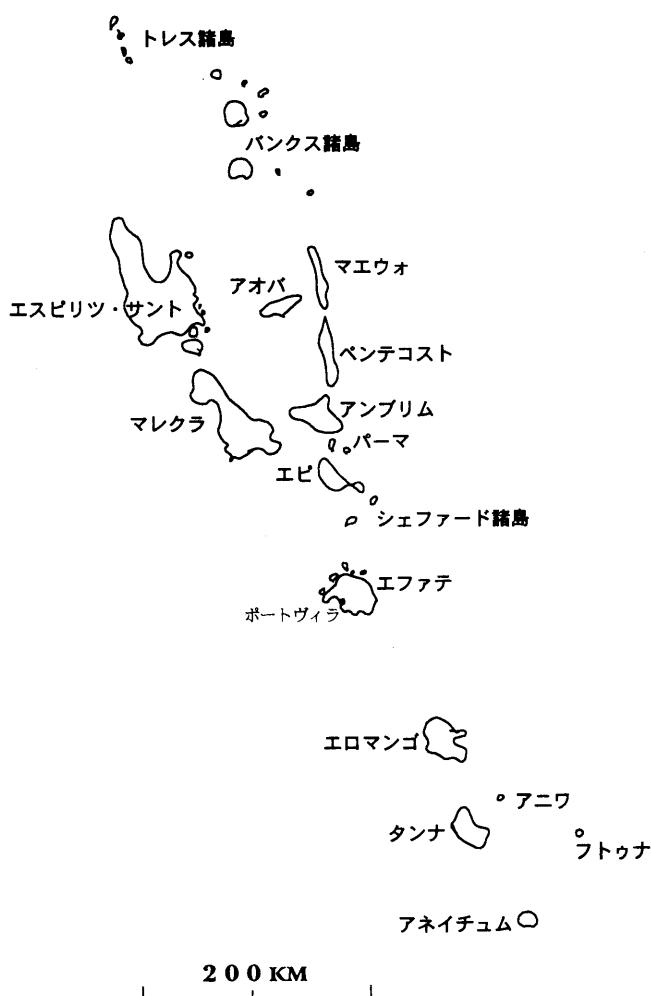 トレス諸島
バンクス諸島
マエウォ
アオバ
エスピリツ・サント
ペンテコスト
アンブリム
マレクラ
パーマ
エピ
シェファード諸島
エファテ
ポートヴィラ
エロマンゴ
アニワ
タンナ
フトゥナ
アネイチュム
200KM